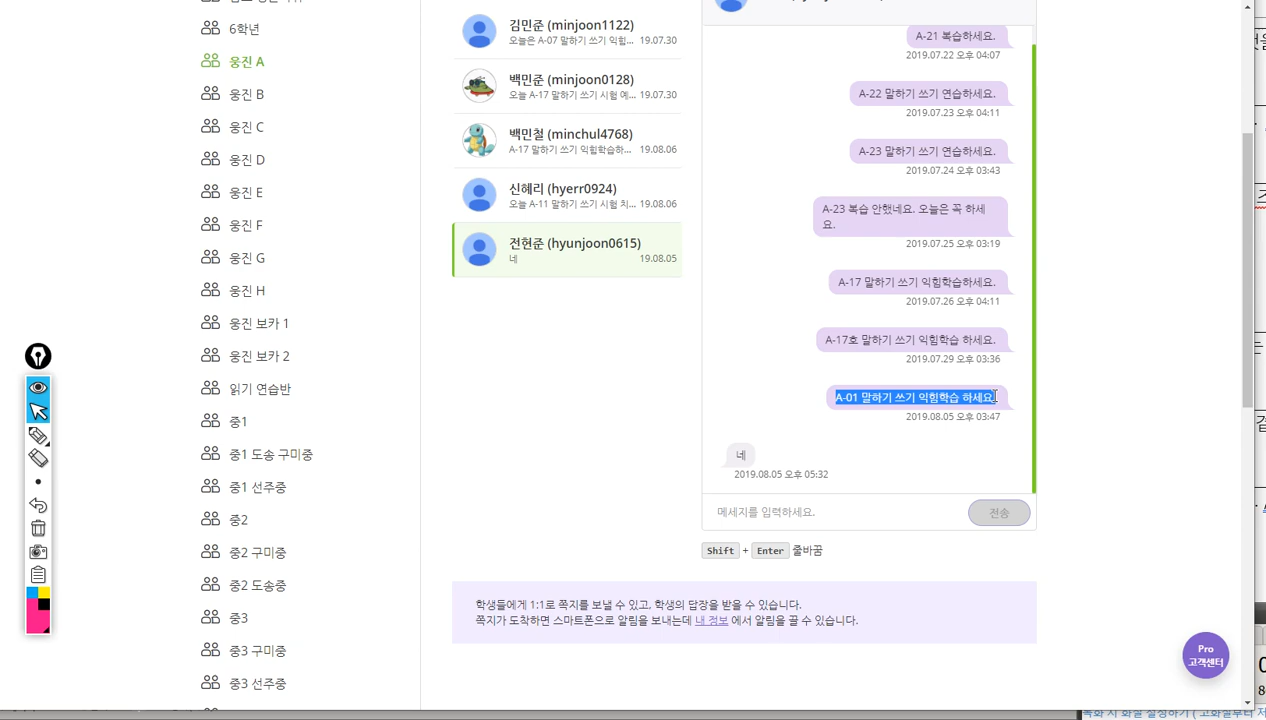 6학년
웅진 A
웅진 B
웅진 C
웅진 D
웅진 E
웅진 F
웅진 G
웅진 H
웅진 보카 1
웅진 보카 2
읽기 연습반
중1
중1 도송 구미중
중1 선주중
중2
중2 구미중
중2 도송중
중3
중3 구미중
중3 선주중
김민준 (minjoon1122)
오늘은 A-07 말하기 쓰기 익힘... 19.07.30
백민준 (minjoon0128)
오늘 A-17 말하기 쓰기 시험 예... 19.07.30
백민철 (minchul4768)
A-17 말하기 쓰기 익힘학습하... 19.08.06
신혜리 (hyerr0924)
오늘 A-11 말하기 쓰기 시험 치... 19.08.06
전현준 (hyunjoon0615)
네 19.08.05
A-21 복습하세요.
2019.07.22 오후 04:07
A-22 말하기 쓰기 연습하세요.
2019.07.23 오후 04:11
A-23 말하기 쓰기 연습하세요.
2019.07.24 오후 03:43
A-23 복습 안했네요. 오늘은 꼭 하세
요.
2019.07.25 오후 03:19
A-17 말하기 쓰기 익힘학습하세요.
2019.07.26 오후 04:11
A-17호 말하기 쓰기 익힘학습하세요.
2019.07.29 오후 03:36
A-01 말하기 쓰기 익힘학습 하세요.
2019.08.05 오후 03:47
네
2019.08.05 오후 05:32
메세지를 입력하세요.
전송
Shift + Enter 줄바꿈
학생들에게 1:1로 쪽지를 보낼 수 있고, 학생의 답장을 받을 수 있습니다.
쪽지가 도착하면 스마트폰으로 알림을 보내는데 내 정보 에서 알림을 끌 수 있습니다.
Pro
고객센터